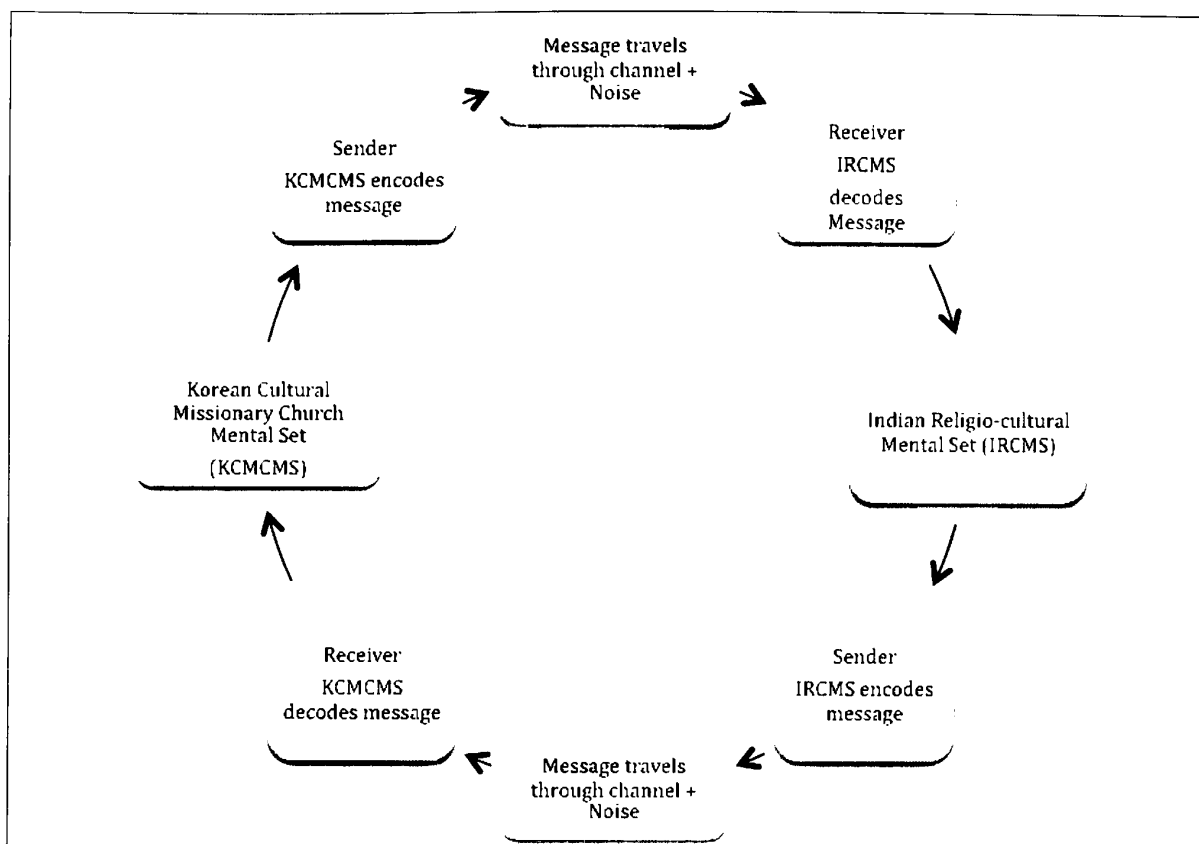 Message travels
through channel +
Noise
Sender
KCMCMS encodes
message
Receiver
IRCMS
decodes
Message
Korean Cultural
Missionary Church
Mental Set
(KCMCMS)
Indian Religio-cultural
Mental Set (IRCMS)
Receiver
KCMCMS
decodes message
Sender
IRCMS encodes
message
Message travels
through channel +
Noise